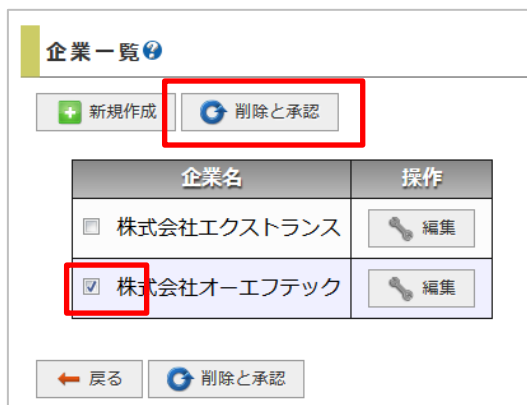 企業一覧?
新規作成 削除と承認
企業名 操作
株式会社エクストランス 編集
株式会社オーエフテック 編集
戻る 削除と承認